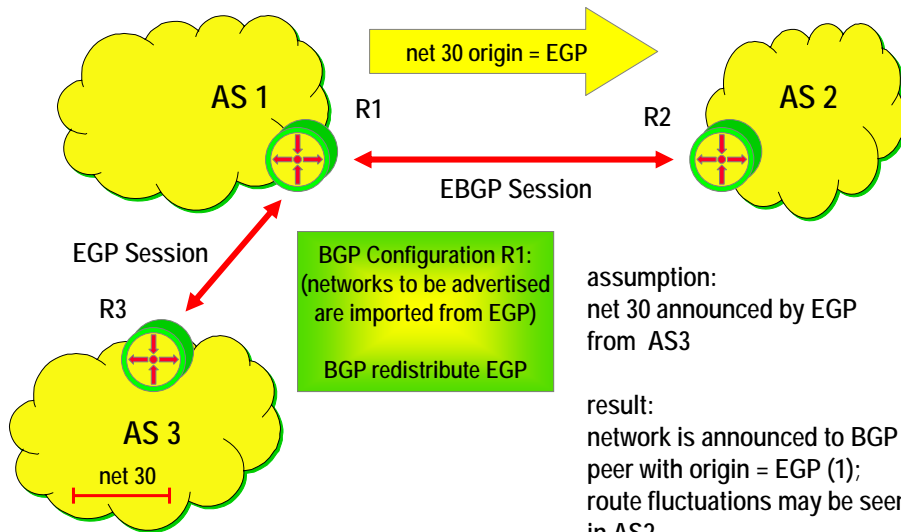 net 30 origin = EGP
AS 1
R1
AS 2
R2
EBGP Session
EGP Session
BGP Configuration R1:
(networks to be advertised
are imported from EGP)
BGP redistribute EGP
R3
AS 3
net 30
assumption:
net 30 announced by EGP
from AS3
result:
network is announced to BGP
peer with origin = EGP (1);
route fluctuations may be seen
in AS2